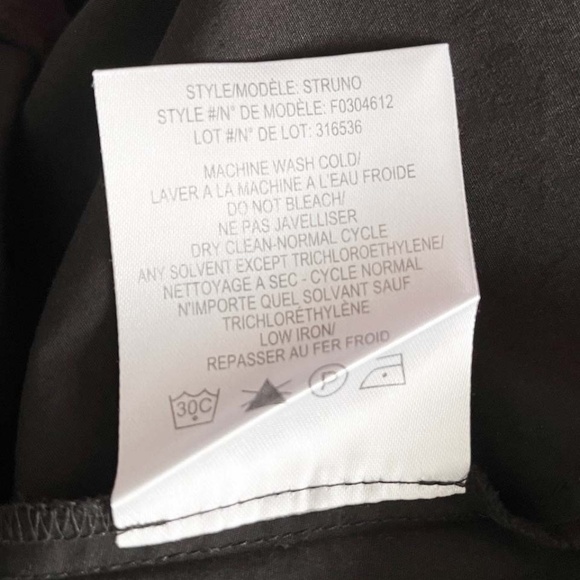 STYLE/MODÈLE: STRUNO
STYLE #/N° DE MODÈLE: F0304612
LOT #/N° DE LOT: 316536
MACHINE WASH COLD/
LAVER A LA MACHINE A L'EAU FROIDE
DO NOT BLEACH/
NE PAS JAVELLISER
DRY CLEAN-NORMAL CYCLE
ANY SOLVENT EXCEPT TRICHLOROETHYLENE/
NETTOYAGE A SEC - CYCLE NORMAL
N'IMPORTE QUEL SOLVANT SAUF
TRICHLORÉTHYLÈNE
LOW IRON/
REPASSER AU FER FROID
30C P